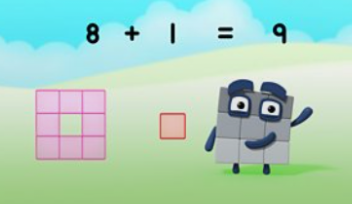 8 + 1 = 9